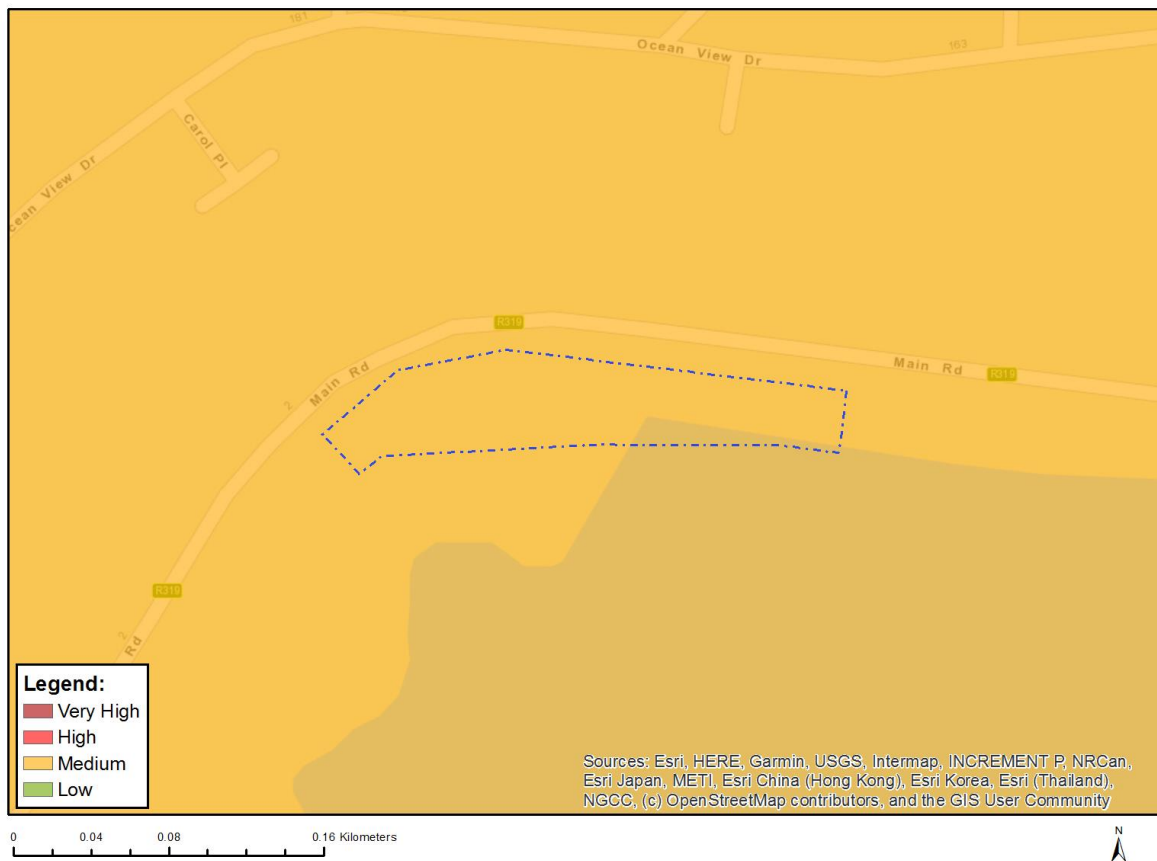 181
Ocean View Dr
163
Carol Pl
cean View Dr
R319
Main Rd
R319
Main Rd
2
R319
2
Rd
Legend:
Very High
High
Medium
Low
Sources: Esri, HERE, Garmin, USGS, Intermap, INCREMENT P, NRCan,
Esri Japan, METI, Esri China (Hong Kong), Esri Korea, Esri (Thailand),
NGCC, (c) OpenStreetMap contributors, and the GIS User Community
0 0.04 0.08 0.16 Kilometers
N